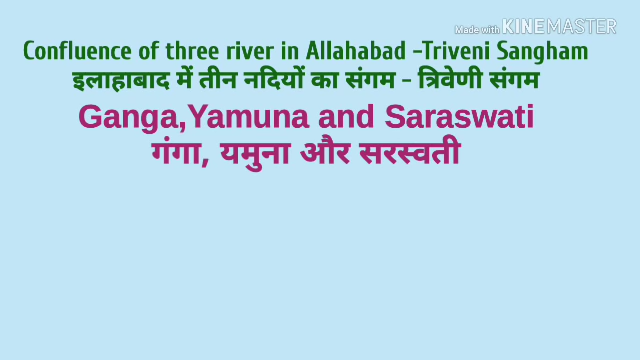 Made with KINEMASTER
Confluence of three river in Allahabad -Triveni Sangham
इलाहाबाद में तीन नदियों का संगम - त्रिवेणी संगम
Ganga,Yamuna and Saraswati
गंगा, यमुना और सरस्वती